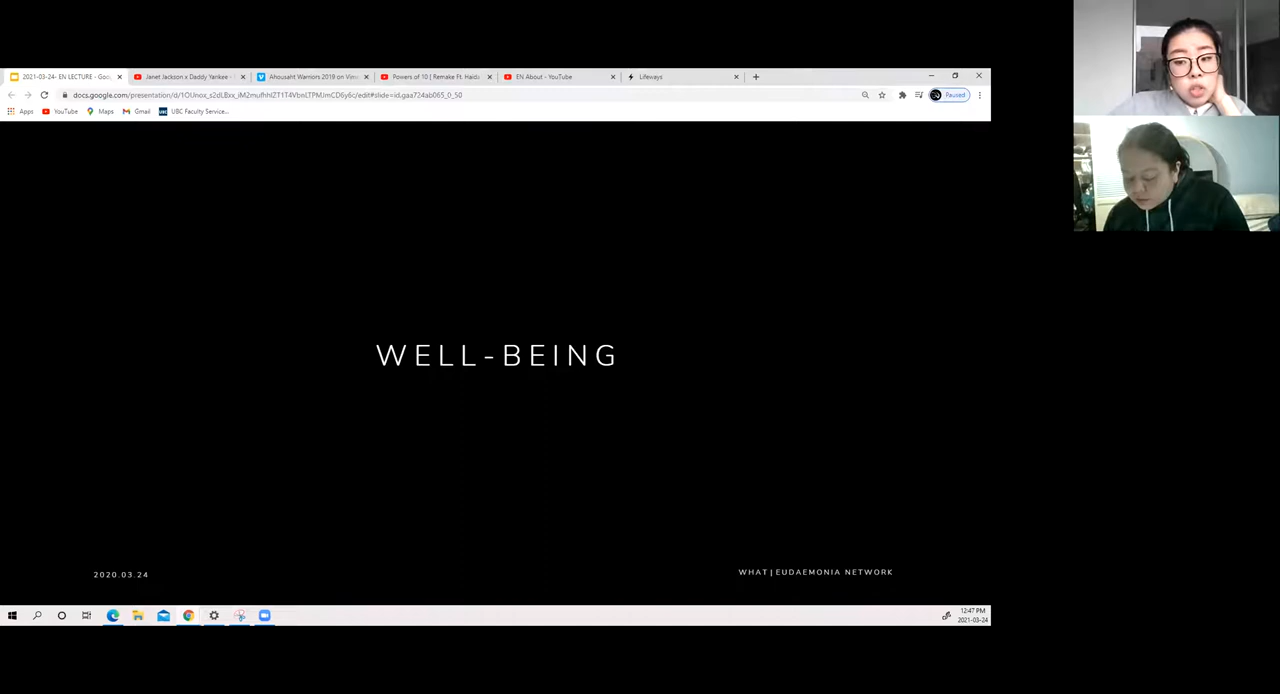 2021-03-24- EN LECTURE - Goo
Janet Jackson x Daddy Yankee -
Ahousaht Warriors 2019 on Vim
Powers of 10 | Remake Ft. Haida
EN About - YouTube
Lifeways
Paused
Apps
YouTube
Maps
Gmail
UBC
UBC Faculty Service...
WELL-BEING
2020.03.24
WHAT | EUDAEMONIA NETWORK
12:47 PM
2021-03-24